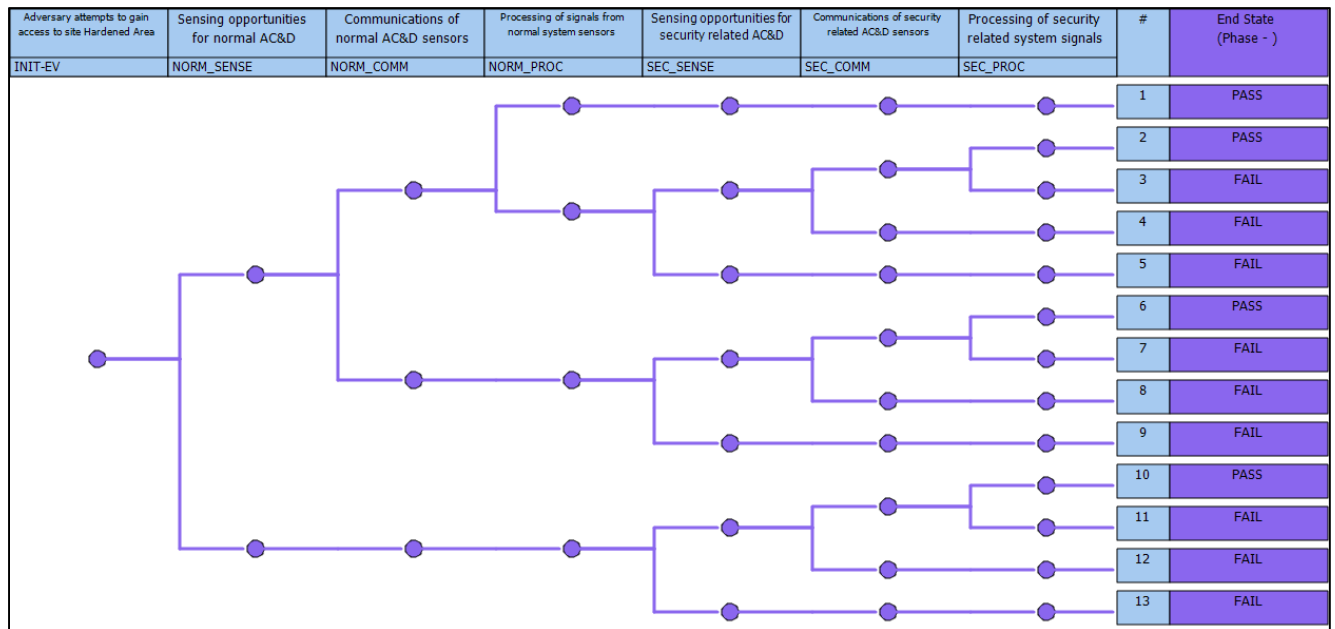 Adversary attempts to gain
access to site Hardened Area
Sensing opportunities
for normal AC&D
Communications of
normal AC&D sensors
Processing of signals from
normal system sensors
Sensing opportunities for
security related AC&D
Communications of security
related AC&D sensors
Processing of security
related system signals
#
End State
(Phase - )
INIT-EV
NORM_SENSE
NORM_COMM
NORM_PROC
SEC_SENSE
SEC_COMM
SEC_PROC
1 PASS
2 PASS
3 FAIL
4 FAIL
5 FAIL
6 PASS
7 FAIL
8 FAIL
9 FAIL
10 PASS
11 FAIL
12 FAIL
13 FAIL